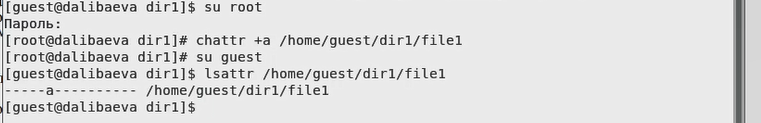 [guest@dalibaeva dir1]$ su root
Пароль:
[root@dalibaeva dir1]# chattr +a /home/guest/dir1/file1
[root@dalibaeva dir1]# su guest
[guest@dalibaeva dir1]$ lsattr /home/guest/dir1/file1
-----a---------- /home/guest/dir1/file1
[guest@dalibaeva dir1]$